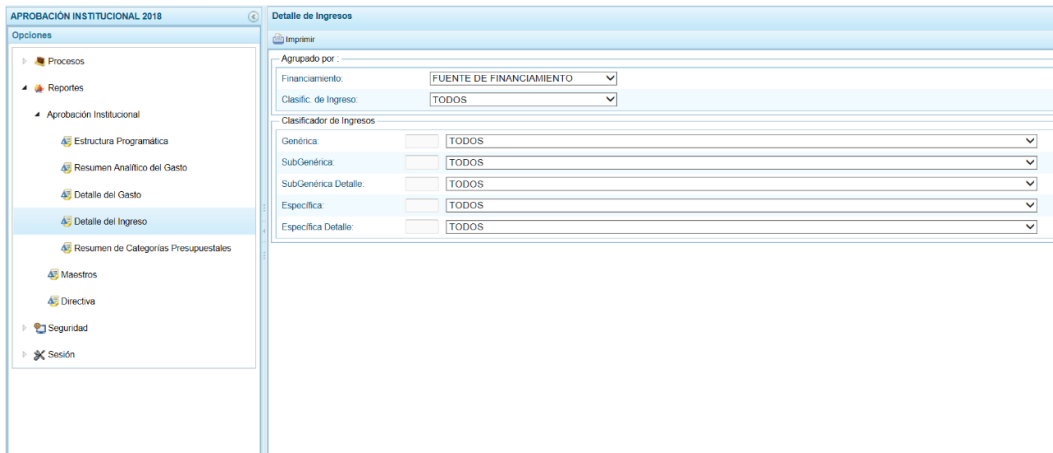 APROBACIÓN INSTITUCIONAL 2018
Opciones
Procesos
Reportes
Aprobación Institucional
Estructura Programática
Resumen Analítico del Gasto
Detalle del Gasto
Detalle del Ingreso
Resumen de Categorías Presupuestales
Maestros
Directiva
Seguridad
Sesión
Detalle de Ingresos
Imprimir
Agrupado por :
Financiamiento: FUENTE DE FINANCIAMIENTO
Clasific. de Ingreso: TODOS
Clasificador de Ingresos
Genérica: TODOS
SubGenérica: TODOS
SubGenérica Detalle: TODOS
Específica: TODOS
Específica Detalle: TODOS